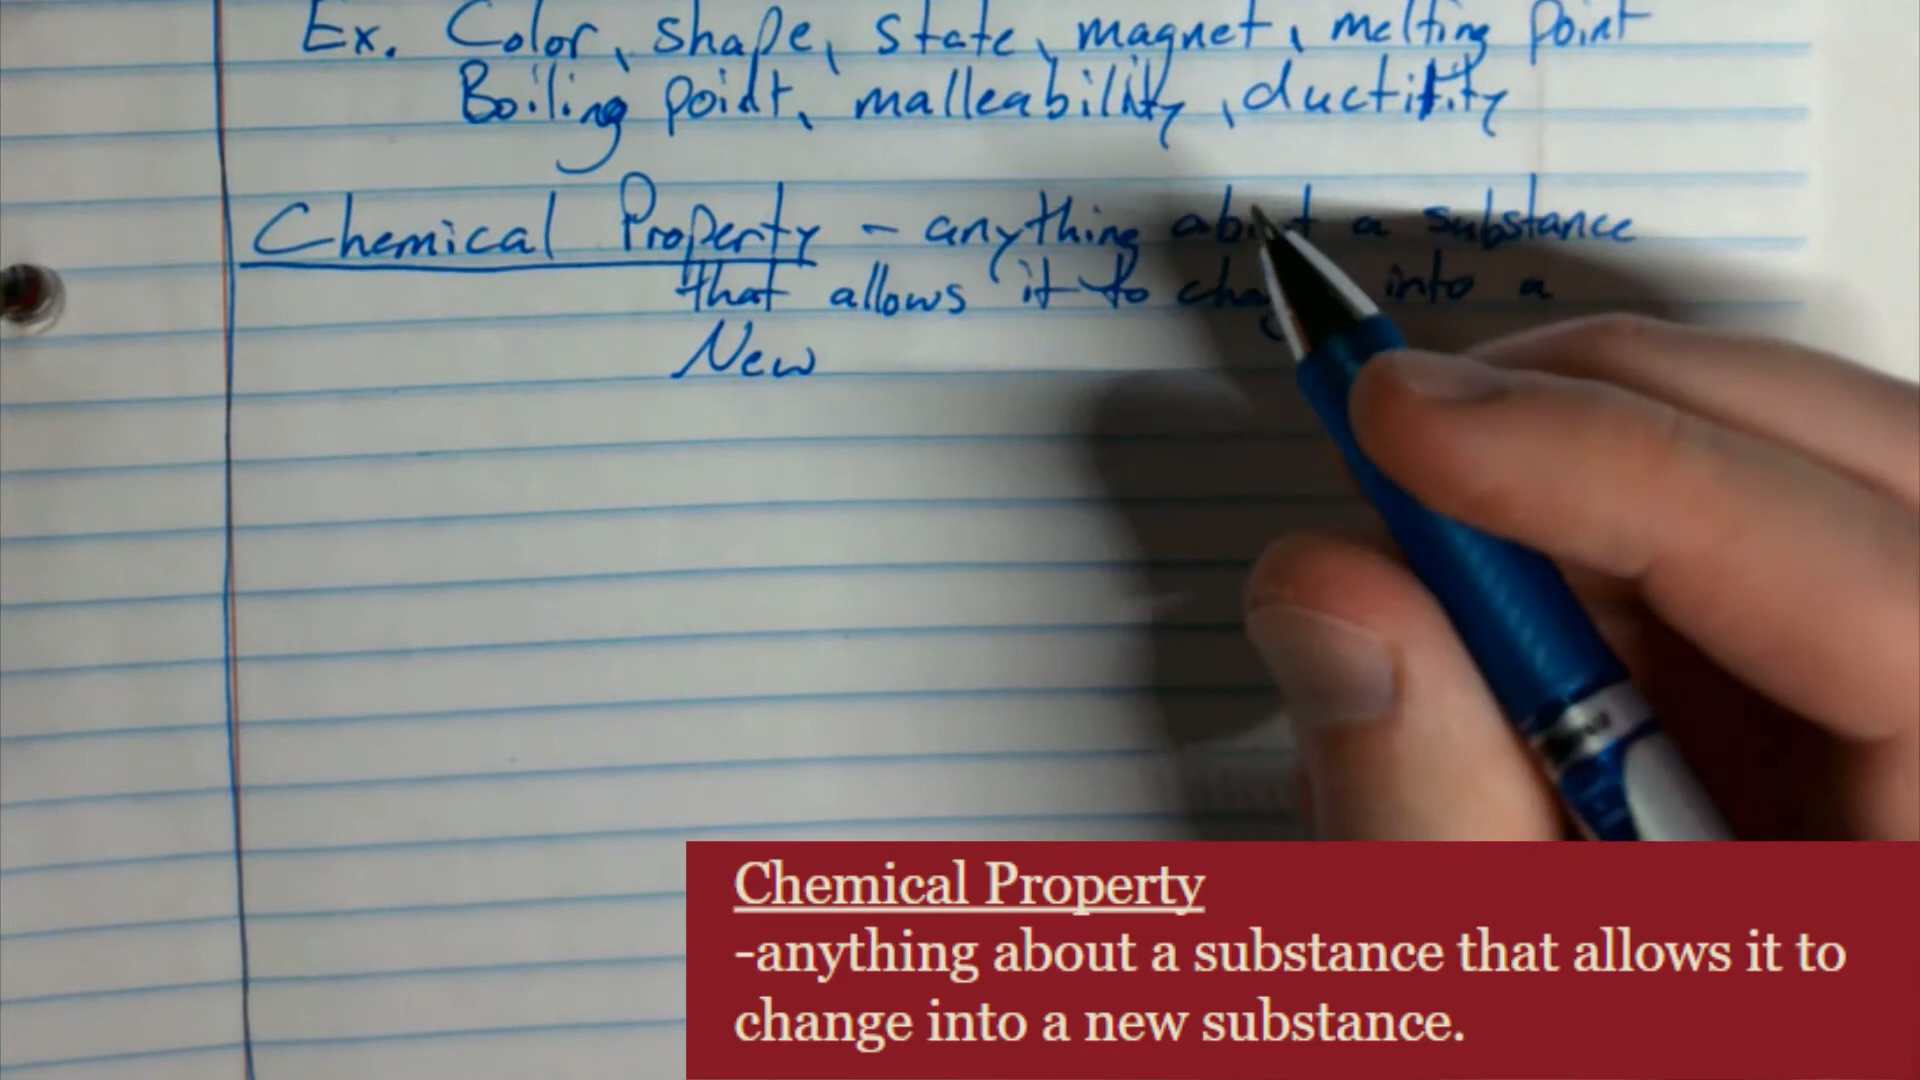 Ex. Color, shape, state, magnet, melting point
Boiling point, malleability, ductility
Chemical Property - anything about a substance
that allows it to change into a
New
Chemical Property
-anything about a substance that allows it to
change into a new substance.